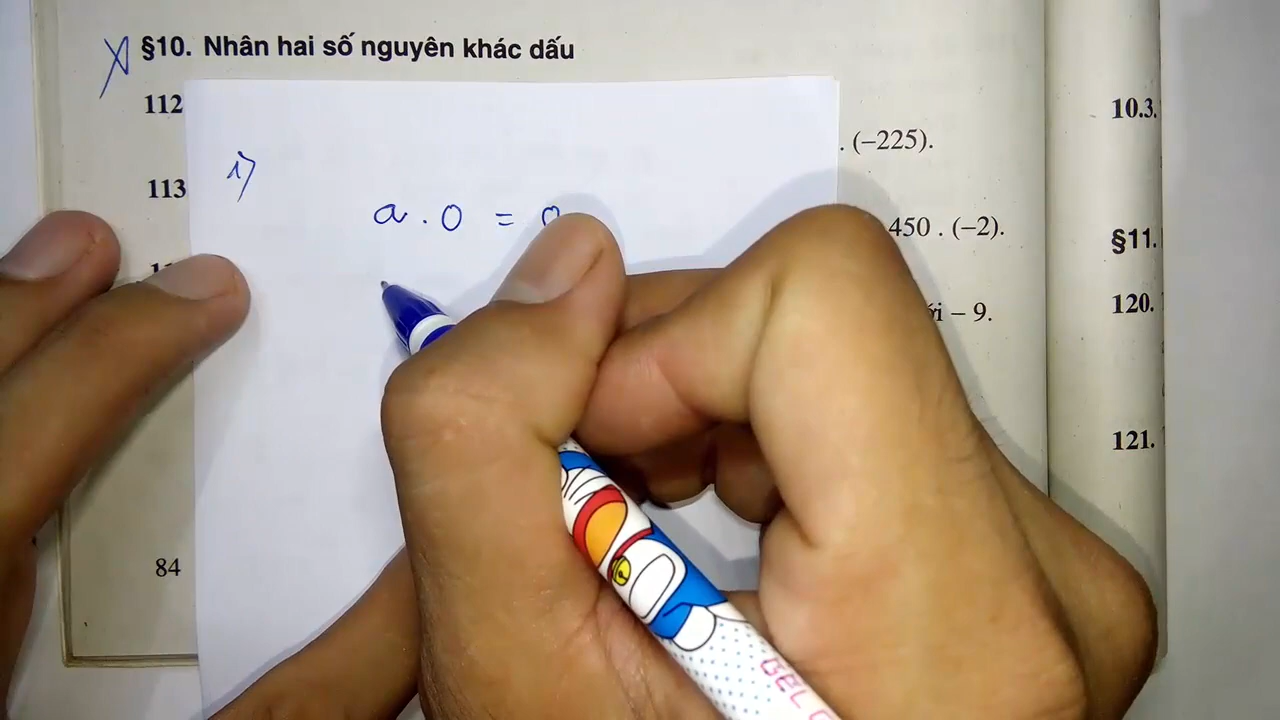 §10. Nhân hai số nguyên khác dấu
112
113
1)
a . 0 = 0
. (−225).
450 . (−2).
ới – 9.
84
10.3.
§11.
120.
121.
GEL